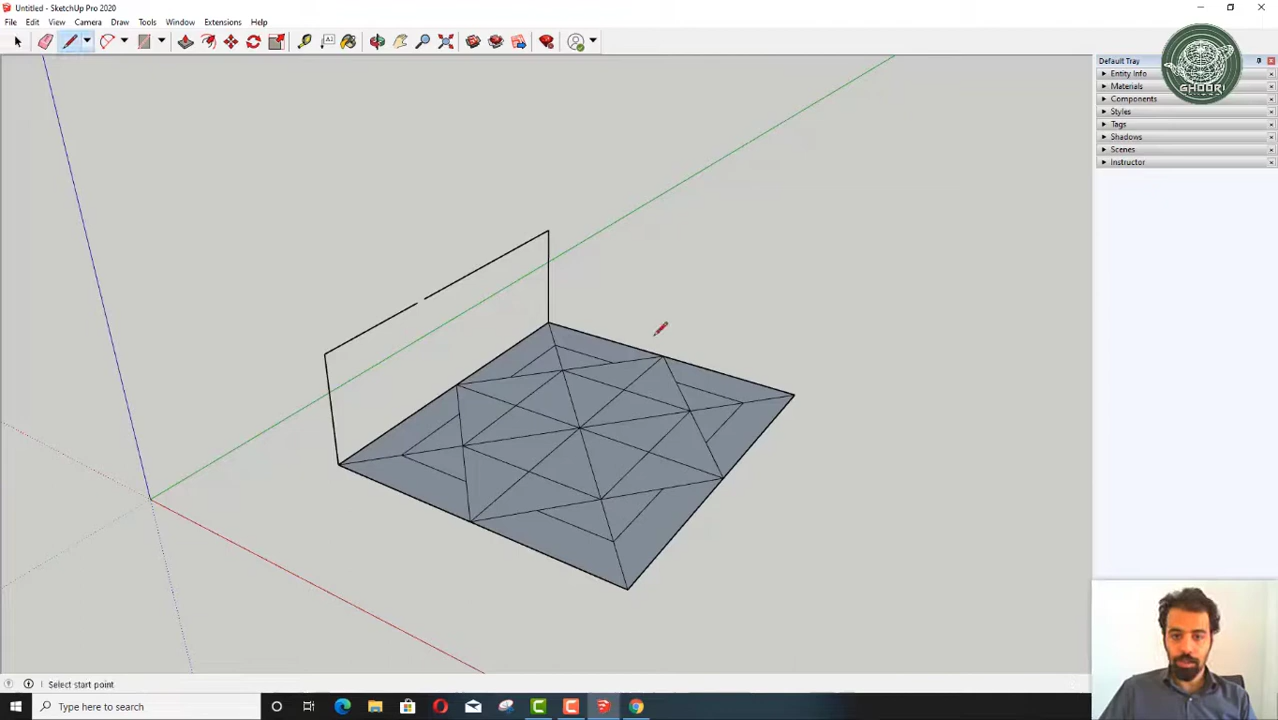 Untitled - SketchUp Pro 2020
File Edit View Camera Draw Tools Window Extensions Help
Default Tray
Entity Info
Materials
Components
Styles
Tags
Shadows
Scenes
Instructor
GHOORI
Select start point
Type here to search